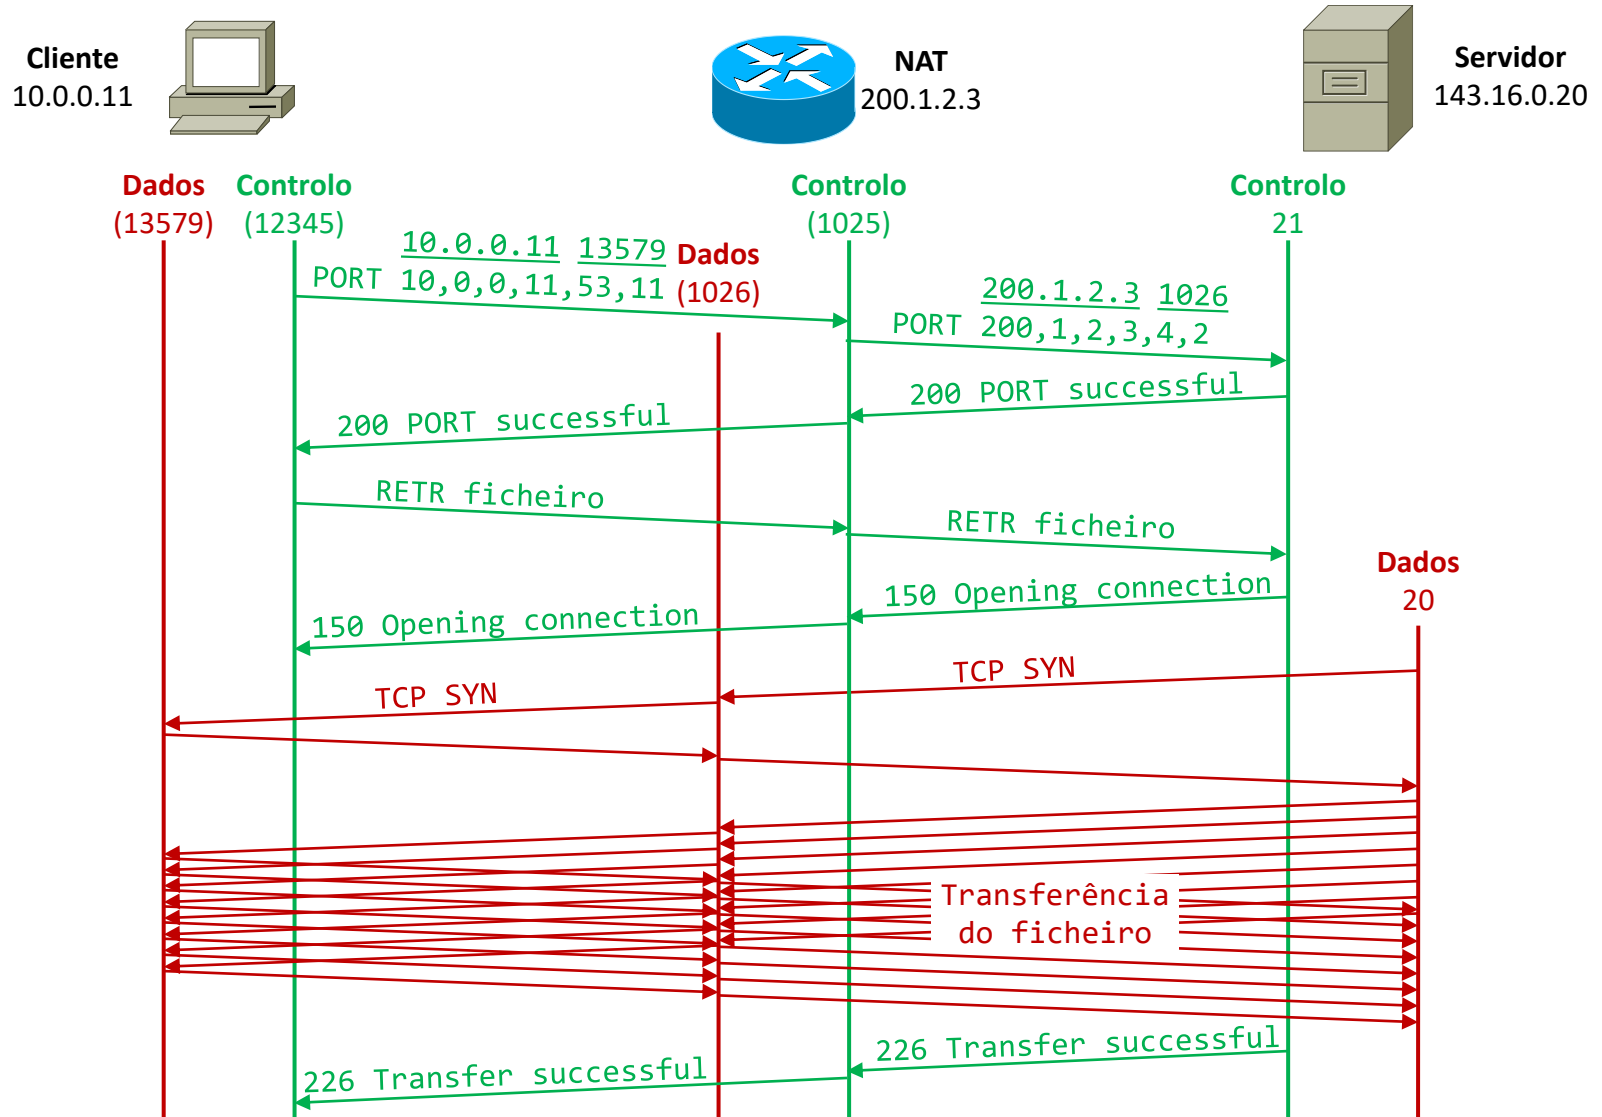 Cliente
10.0.0.11
NAT
200.1.2.3
Servidor
143.16.0.20
Dados
(13579)
Controlo
(12345)
Controlo
(1025)
Controlo
21
10.0.0.11 13579
PORT 10,0,0,11,53,11
Dados
(1026)
200.1.2.3 1026
PORT 200,1,2,3,4,2
200 PORT successful
200 PORT successful
RETR ficheiro
RETR ficheiro
Dados
20
150 Opening connection
150 Opening connection
TCP SYN
TCP SYN
Transferência
do ficheiro
226 Transfer successful
226 Transfer successful